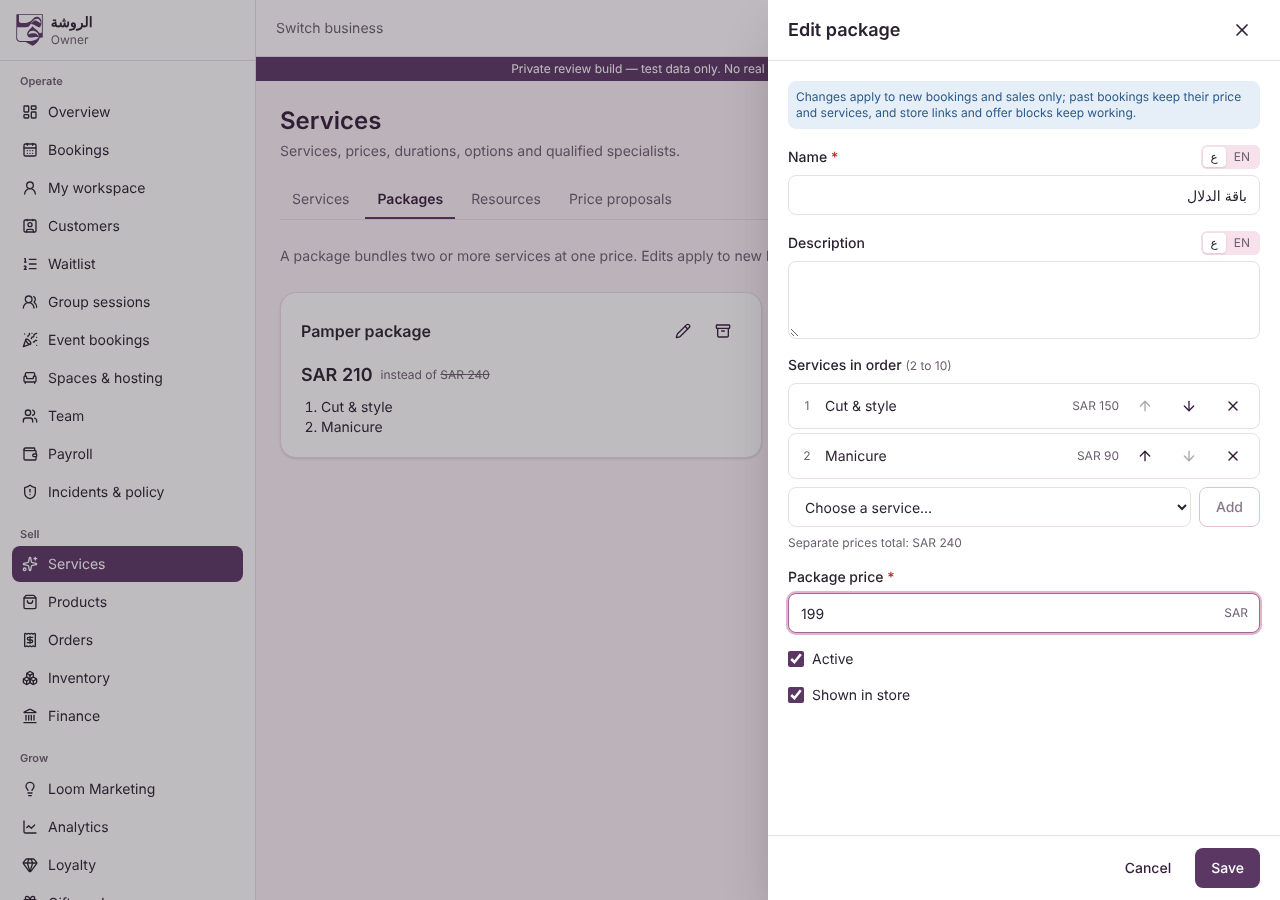 الروشة
Owner
Operate
Overview
Bookings
My workspace
Customers
Waitlist
Group sessions
Event bookings
Spaces & hosting
Team
Payroll
Incidents & policy
Sell
Services
Products
Orders
Inventory
Finance
Grow
Loom Marketing
Analytics
Loyalty
Switch business
Private review build — test data only. No real
Services
Services, prices, durations, options and qualified specialists.
Services Packages Resources Price proposals
A package bundles two or more services at one price. Edits apply to new
Pamper package
SAR 210 instead of SAR 240
1. Cut & style
2. Manicure
Edit package
Changes apply to new bookings and sales only; past bookings keep their price
and services, and store links and offer blocks keep working.
Name * ع EN
باقة الدلال
Description ع EN
Services in order (2 to 10)
1 Cut & style SAR 150
2 Manicure SAR 90
Choose a service... Add
Separate prices total: SAR 240
Package price *
199 SAR
Active
Shown in store
Cancel Save